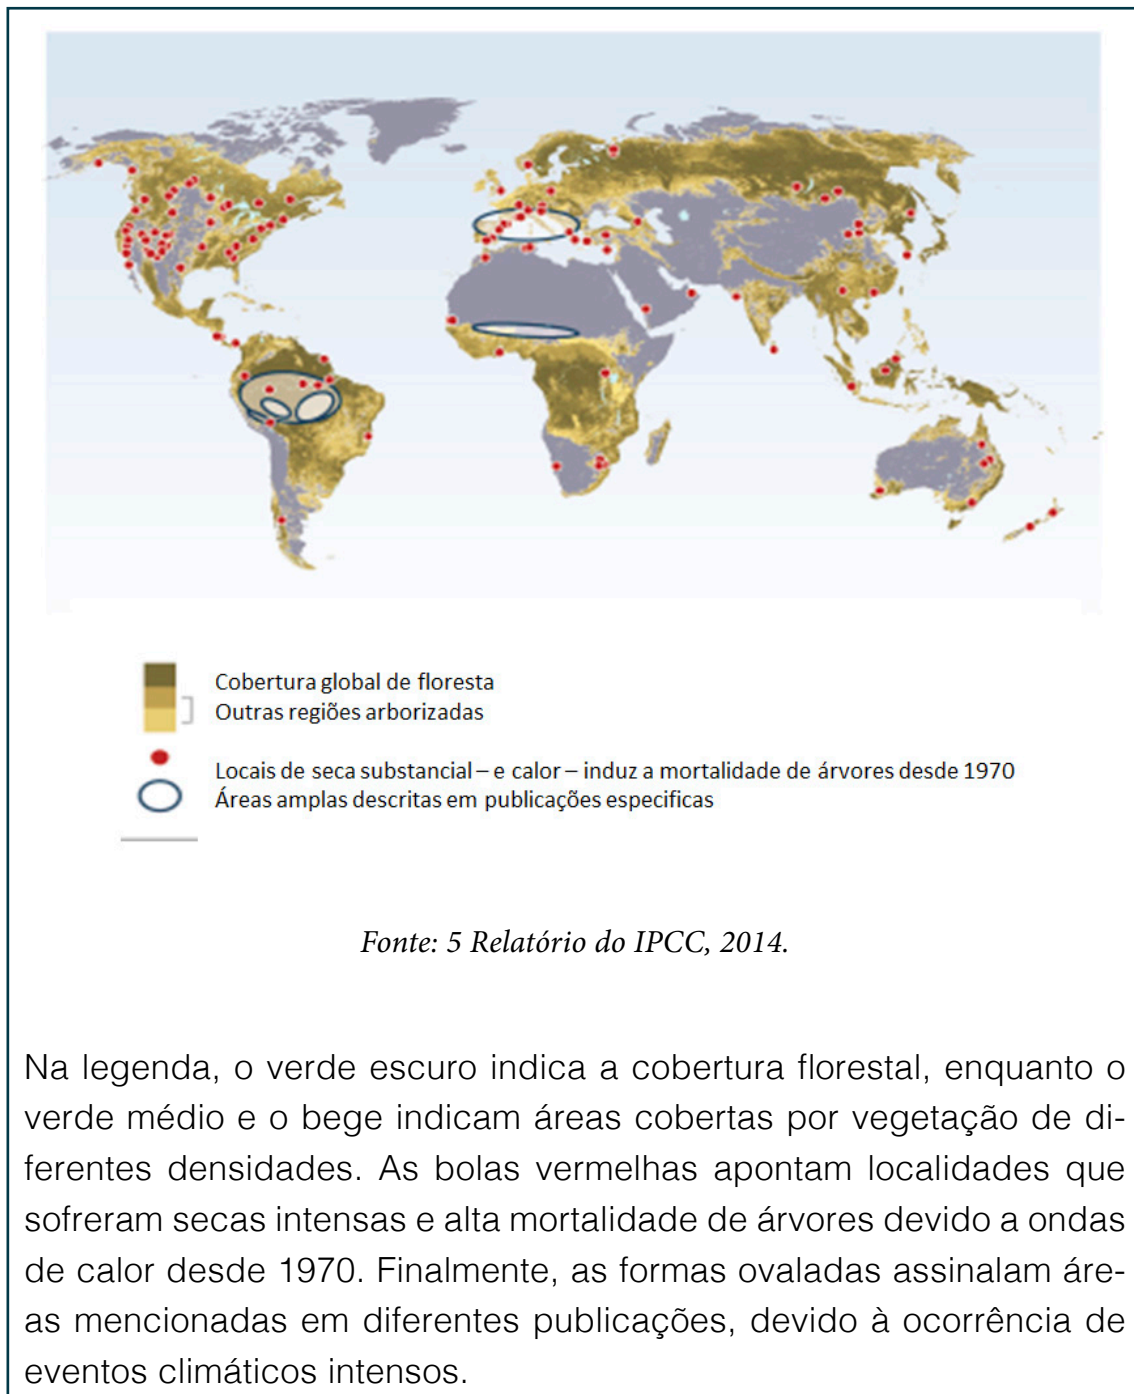 Cobertura global de floresta
Outras regiões arborizadas
Locais de seca substancial – e calor – induz a mortalidade de árvores desde 1970
Áreas amplas descritas em publicações especificas
Fonte: 5 Relatório do IPCC, 2014.
Na legenda, o verde escuro indica a cobertura florestal, enquanto o
verde médio e o bege indicam áreas cobertas por vegetação de di-
ferentes densidades. As bolas vermelhas apontam localidades que
sofreram secas intensas e alta mortalidade de árvores devido a ondas
de calor desde 1970. Finalmente, as formas ovaladas assinalam áre-
as mencionadas em diferentes publicações, devido à ocorrência de
eventos climáticos intensos.